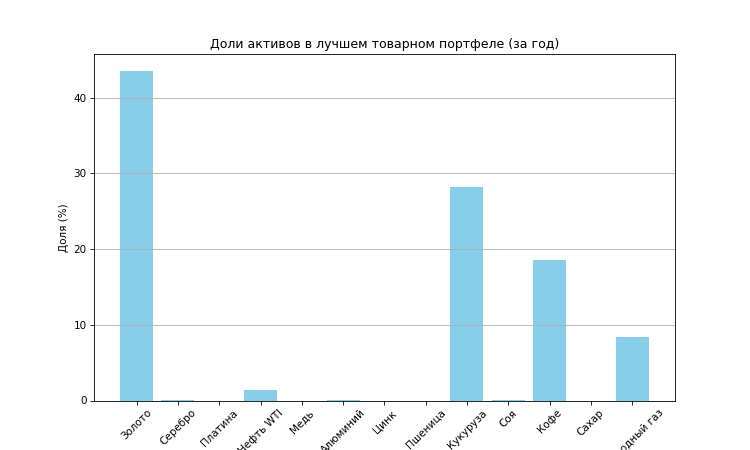 Доли активов в лучшем товарном портфеле (за год)
Доля (%)
40
30
20
10
0
Золото
Серебро
Платина
Нефть WTI
Медь
Алюминий
Цинк
Пшеница
Кукуруза
Соя
Кофе
Сахар
газ